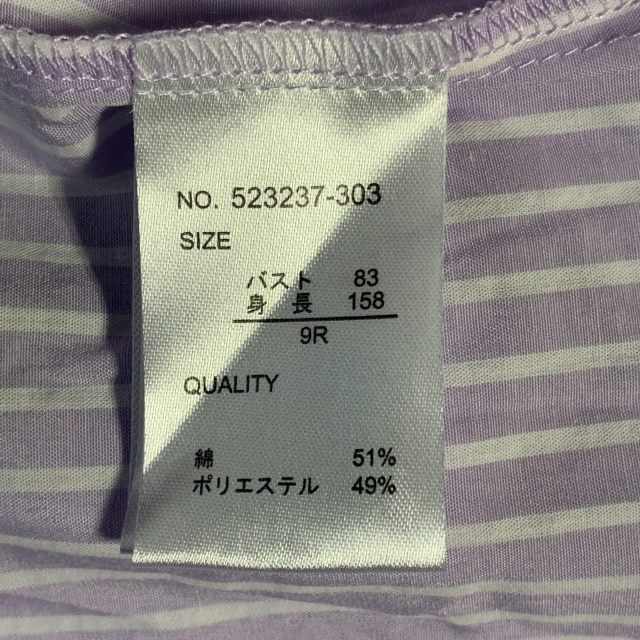 NO. 523237-303
SIZE
バスト 83
身 長 158
9R
QUALITY
綿 51%
ポリエステル 49%